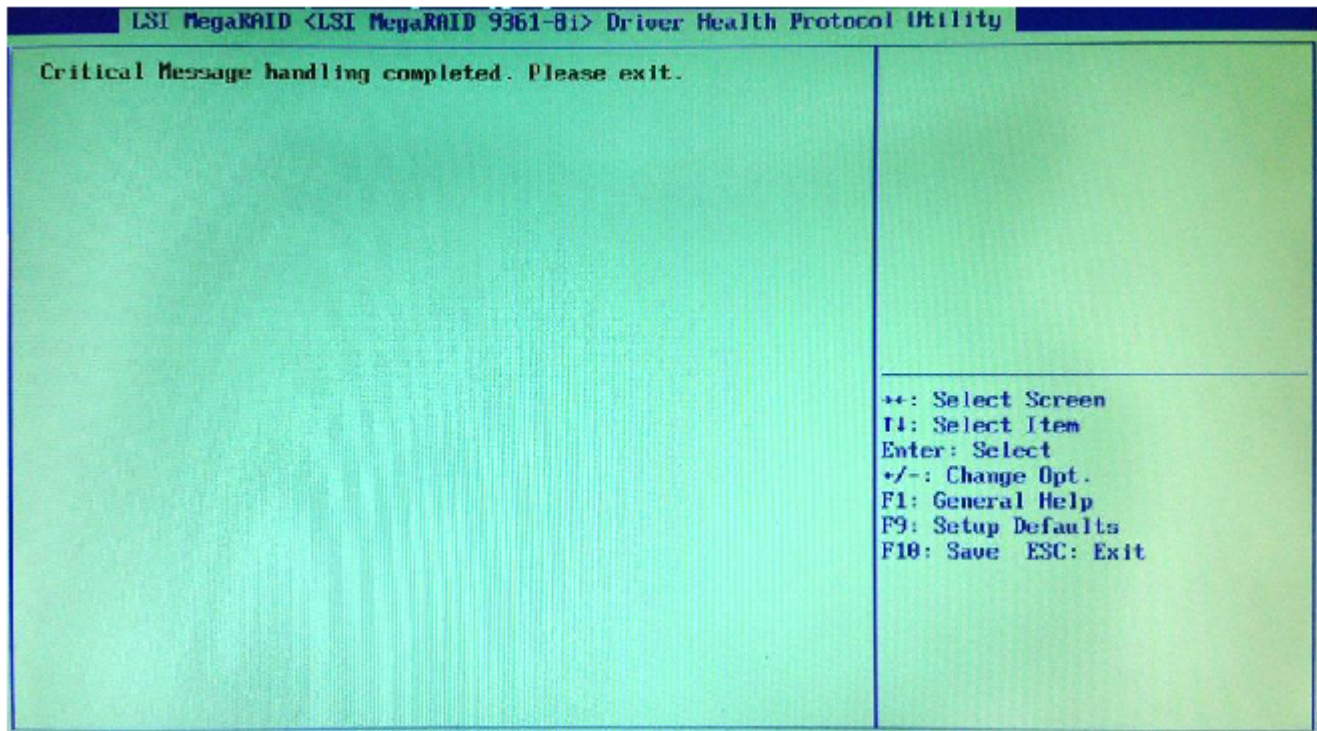 LSI MegaRAID <LSI MegaRAID 9361-8i> Driver Health Protocol Utility
Critical Message handling completed. Please exit.
→←: Select Screen
↑↓: Select Item
Enter: Select
+/-: Change Opt.
F1: General Help
F9: Setup Defaults
F10: Save ESC: Exit